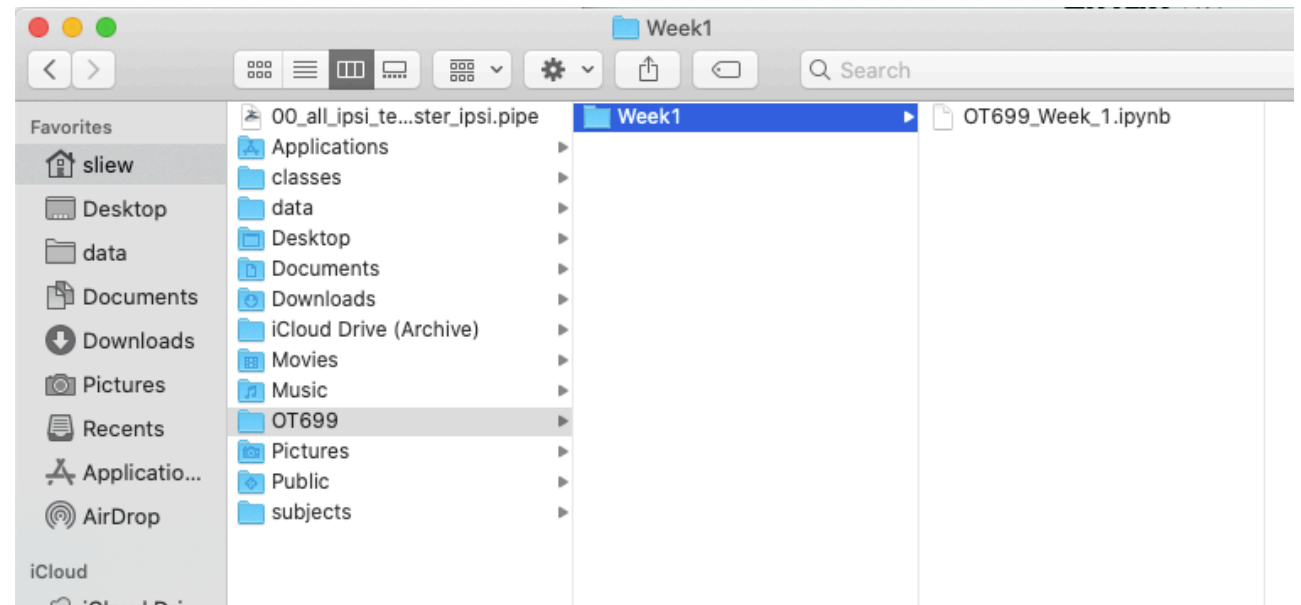 Week1
Search
Favorites
sliew
Desktop
data
Documents
Downloads
Pictures
Recents
Applicatio...
AirDrop
iCloud
00_all_ipsi_te...ster_ipsi.pipe
Applications
classes
data
Desktop
Documents
Downloads
iCloud Drive (Archive)
Movies
Music
OT699
Pictures
Public
subjects
Week1
OT699_Week_1.ipynb